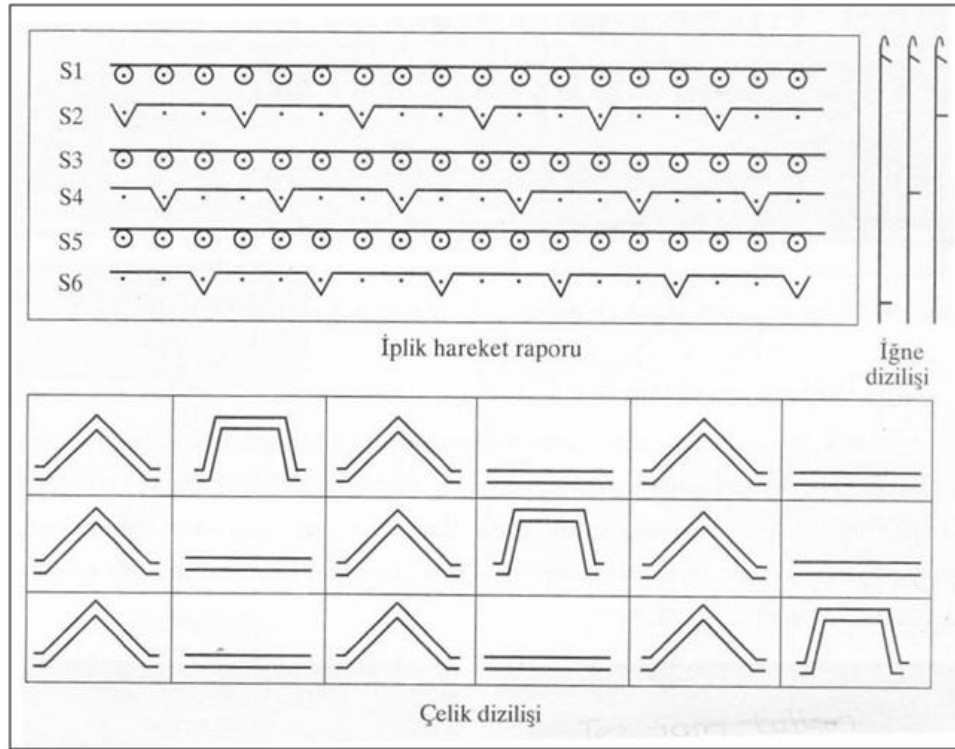 S1
S2
S3
S4
S5
S6
İplik hareket raporu
İğne
dizilişi
Çelik dizilişi